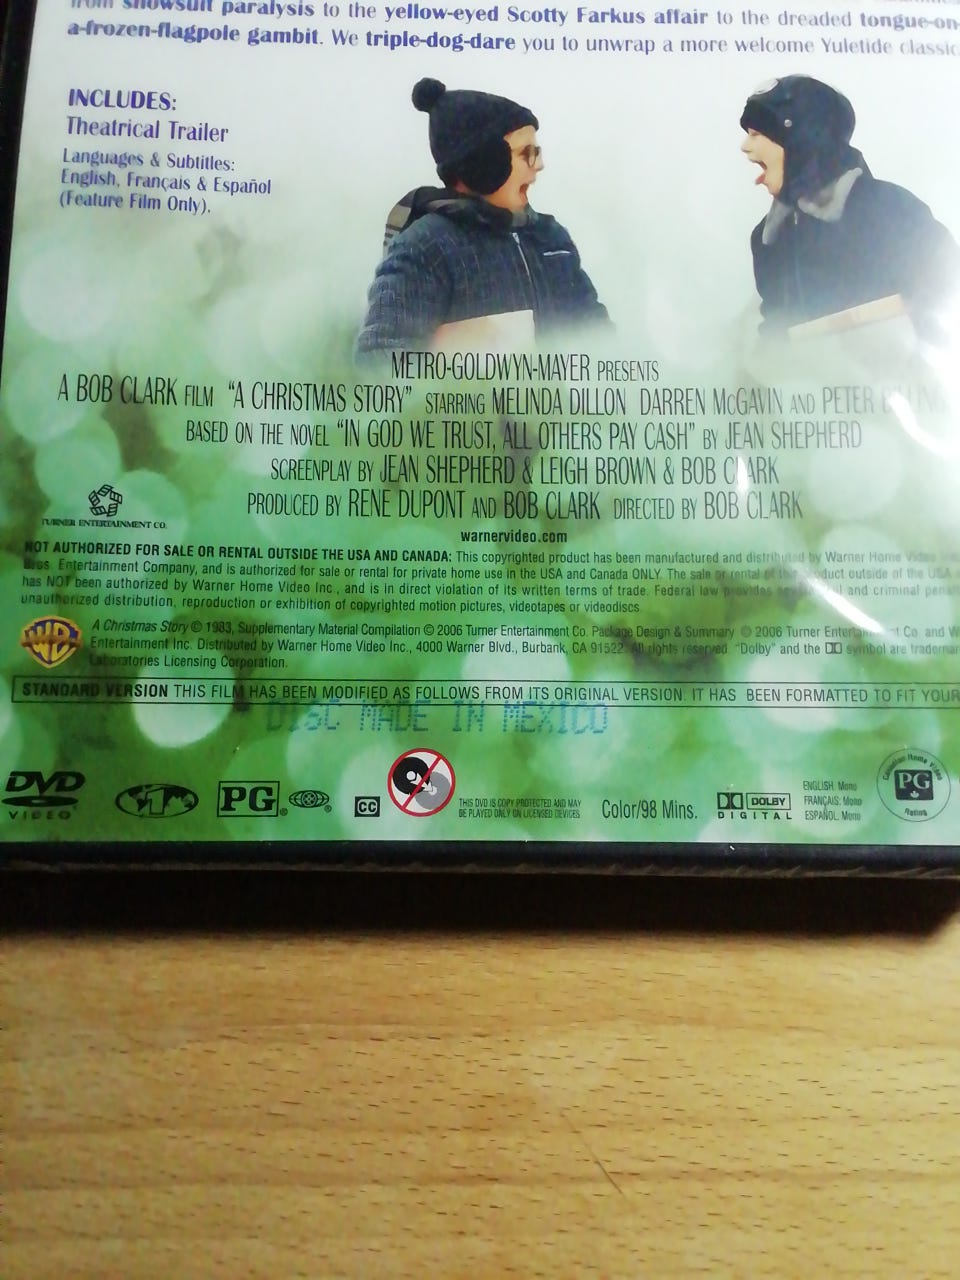 from snowsuit paralysis to the yellow-eyed Scotty Farkus affair to the dreaded tongue-on-
a-frozen-flagpole gambit. We triple-dog-dare you to unwrap a more welcome Yuletide classic
INCLUDES:
Theatrical Trailer
Languages & Subtitles:
English, Français & Español
(Feature Film Only).
METRO-GOLDWYN-MAYER PRESENTS
A BOB CLARK FILM "A CHRISTMAS STORY" STARRING MELINDA DILLON DARREN McGAVIN AND PETER
BASED ON THE NOVEL "IN GOD WE TRUST, ALL OTHERS PAY CASH" BY JEAN SHEPHERD
SCREENPLAY BY JEAN SHEPHERD & LEIGH BROWN & BOB CLARK
PRODUCED BY RENE DUPONT AND BOB CLARK DIRECTED BY BOB CLARK
TURNER ENTERTAINMENT CO.
warnervideo.com
NOT AUTHORIZED FOR SALE OR RENTAL OUTSIDE THE USA AND CANADA: This copyrighted product has been manufactured and distributed by Warner Home Video
Bros. Entertainment Company, and is authorized for sale or rental for private home use in the USA and Canada ONLY. The sale or rental of this product outside of the USA
has NOT been authorized by Warner Home Video Inc., and is in direct violation of its written terms of trade. Federal law provides and criminal
unauthorized distribution, reproduction or exhibition of copyrighted motion pictures, videotapes or videodiscs.
WB A Christmas Story © 1983, Supplementary Material Compilation © 2006 Turner Entertainment Co. Package Design & Summary © 2006 Turner Entertainment Co. and
Entertainment Inc. Distributed by Warner Home Video Inc., 4000 Warner Blvd., Burbank, CA 91522. All rights reserved. "Dolby" and the symbol are
Laboratories Licensing Corporation.
STANDARD VERSION THIS FILM HAS BEEN MODIFIED AS FOLLOWS FROM ITS ORIGINAL VERSION. IT HAS BEEN FORMATTED TO FIT YOUR
DISC MADE IN MEXICO
DVD VIDEO
PG ®
®
CC
THIS DVD IS COPY PROTECTED AND MAY
BE PLAYED ONLY ON LICENSED DEVICES
Color/98 Mins.
DOLBY
DIGITAL
ENGLISH: Mono
FRANÇAIS: Mono
ESPAÑOL: Mono
Canadian Home Video
PG
Rating